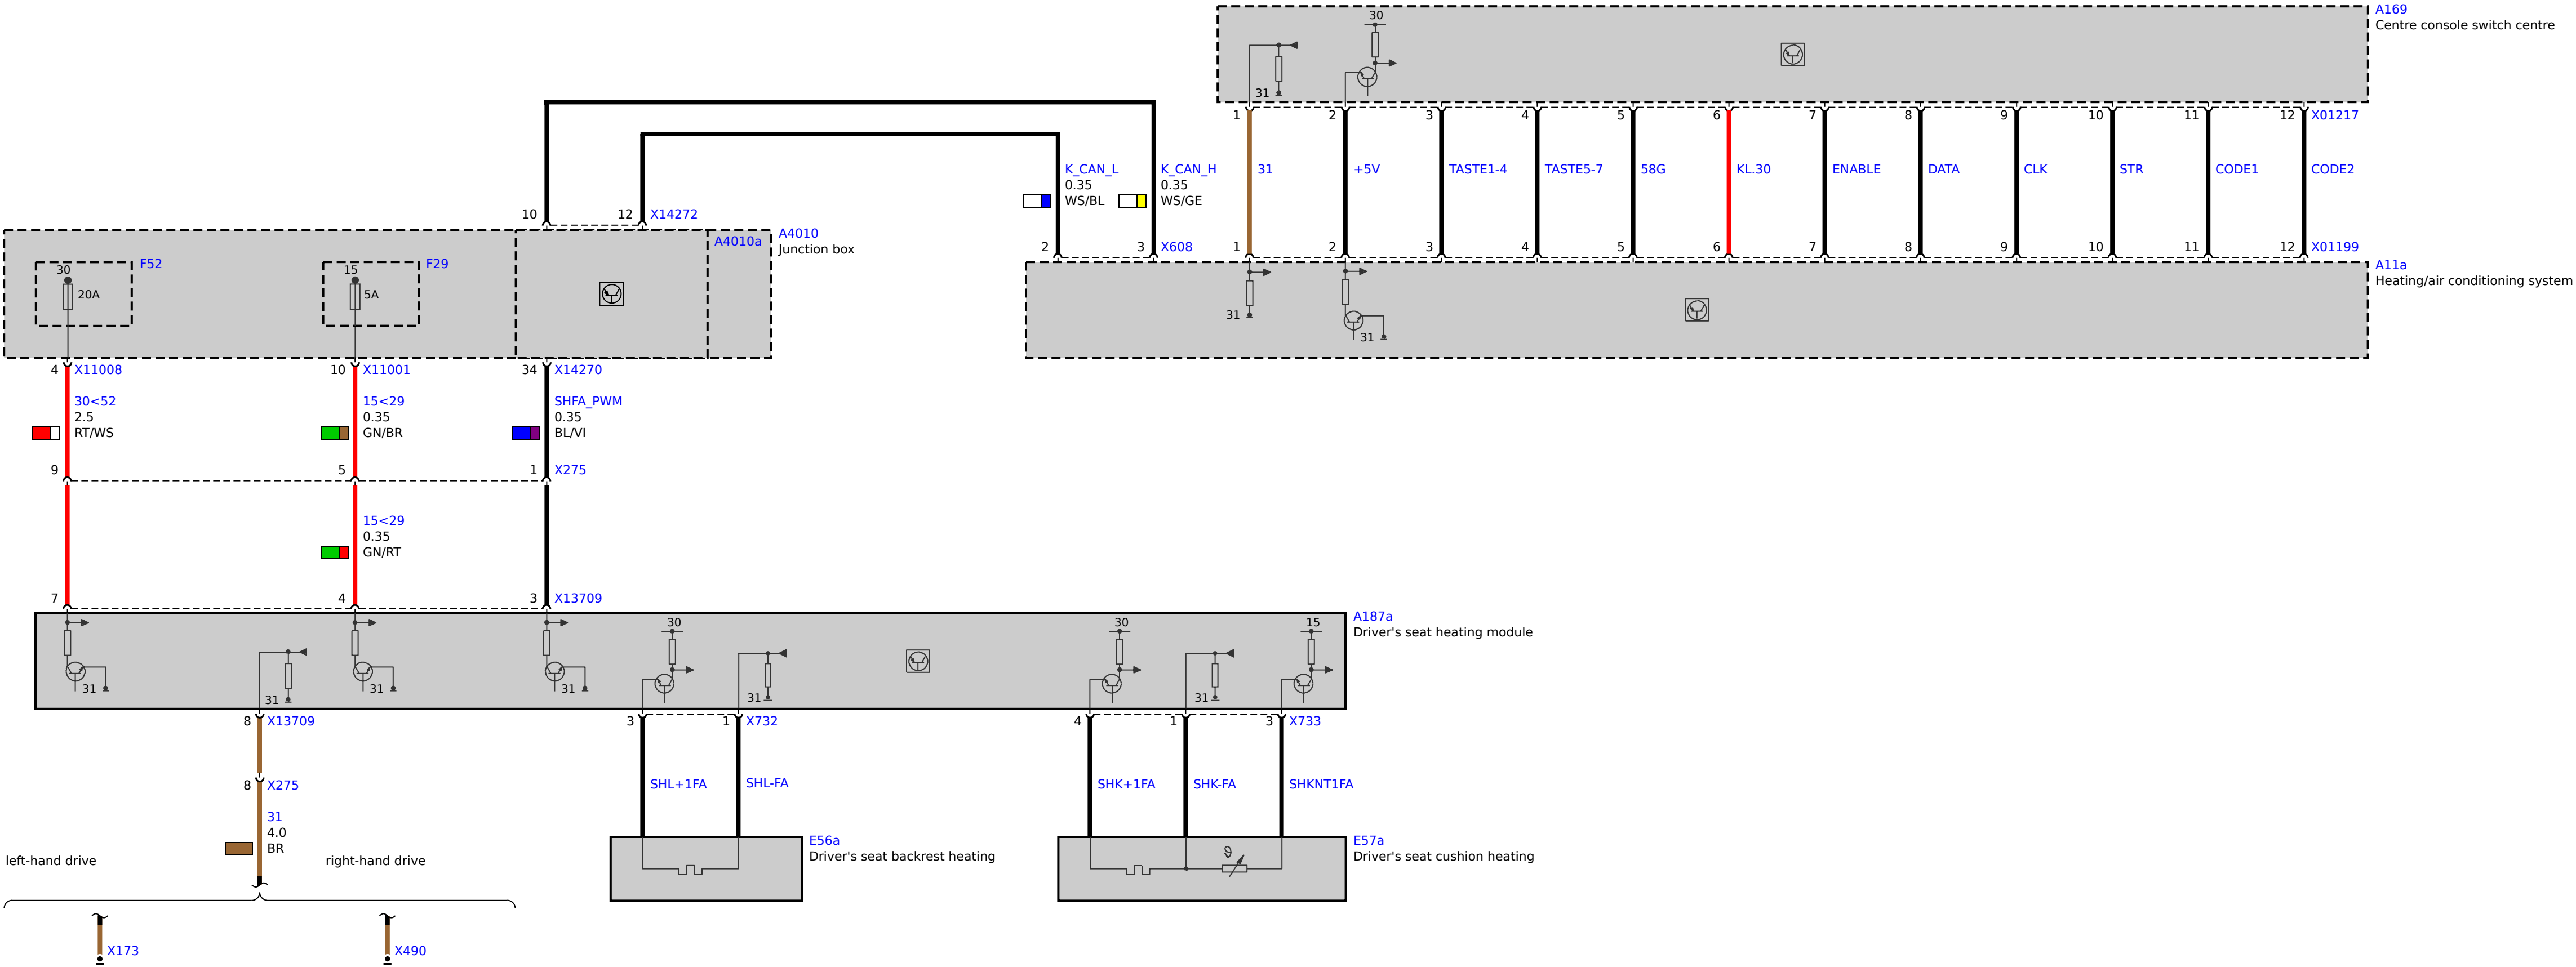 A169
Centre console switch centre
30
31
1
2
3
4
5
6
7
8
9
10
11
12
X01217
31
+5V
TASTE1-4
TASTE5-7
58G
KL.30
ENABLE
DATA
CLK
STR
CODE1
CODE2
K_CAN_L
0.35
WS/BL
K_CAN_H
0.35
WS/GE
10
12
X14272
2
3
X608
1
2
3
4
5
6
7
8
9
10
11
12
X01199
A11a
Heating/air conditioning system
31
31
A4010
Junction box
A4010a
F52
30
20A
F29
15
5A
4
X11008
10
X11001
34
X14270
30<52
2.5
RT/WS
15<29
0.35
GN/BR
SHFA_PWM
0.35
BL/VI
9
5
1
X275
15<29
0.35
GN/RT
7
4
3
X13709
A187a
Driver's seat heating module
31
31
31
31
30
31
30
31
15
8
X13709
3
1
X732
4
1
3
X733
8
X275
SHL+1FA
SHL-FA
SHK+1FA
SHK-FA
SHKNT1FA
31
4.0
BR
left-hand drive
right-hand drive
E56a
Driver's seat backrest heating
E57a
Driver's seat cushion heating
ϑ
X173
X490